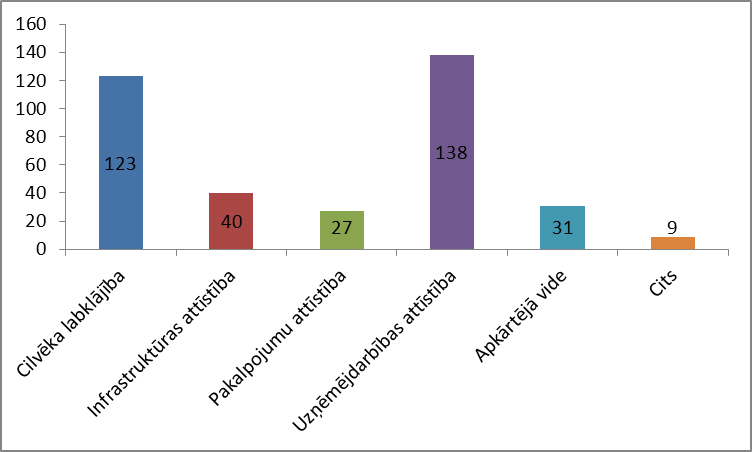 160
140
120
100
80
60
40
20
0
123
40
27
138
31
9
Cilvēka labklājība
Infrastruktūras attīstība
Pakalpojumu attīstība
Uzņēmējdarbības attīstība
Apkārtējā vide
Cits